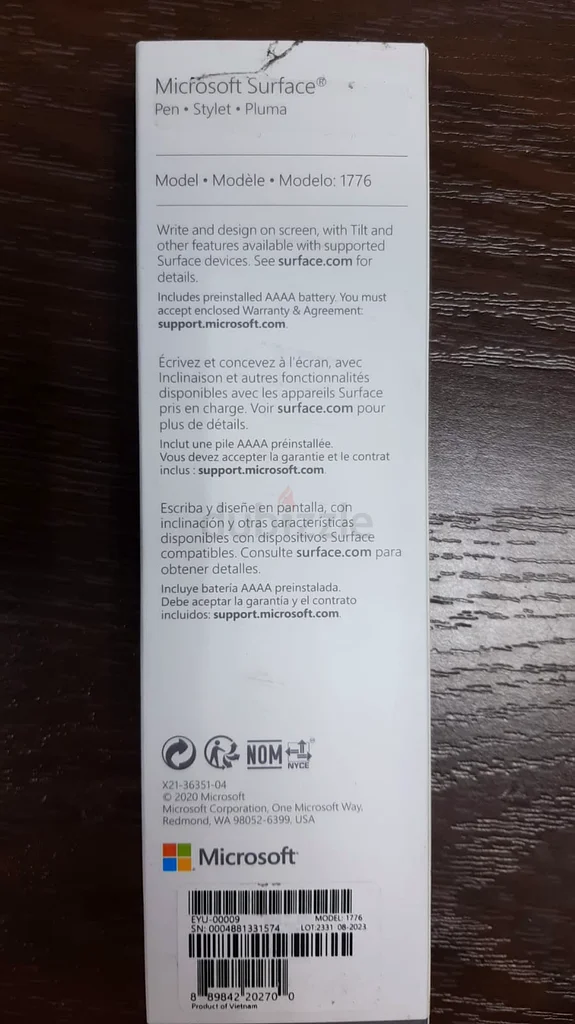 Microsoft Surface®
Pen • Stylet • Pluma
Model • Modèle • Modelo: 1776
Write and design on screen, with Tilt and
other features available with supported
Surface devices. See surface.com for
details.
Includes preinstalled AAAA battery. You must
accept enclosed Warranty & Agreement:
support.microsoft.com.
Écrivez et concevez à l'écran, avec
Inclinaison et autres fonctionnalités
disponibles avec les appareils Surface
pris en charge. Voir surface.com pour
plus de détails.
Inclut une pile AAAA préinstallée.
Vous devez accepter la garantie et le contrat
inclus : support.microsoft.com.
dubizzle
Escriba y diseñe en pantalla, con
inclinación y otras características
disponibles con dispositivos Surface
compatibles. Consulte surface.com para
obtener detalles.
Incluye batería AAAA preinstalada.
Debe aceptar la garantía y el contrato
incluidos: support.microsoft.com.
NOM NYCE
X21-36351-04
© 2020 Microsoft
Microsoft Corporation, One Microsoft Way,
Redmond, WA 98052-6399, USA
Microsoft
EYU-00009 MODEL: 1776
SN: 0004881331574 LOT:2331 08-2023
8 89842 20270 0
Product of Vietnam